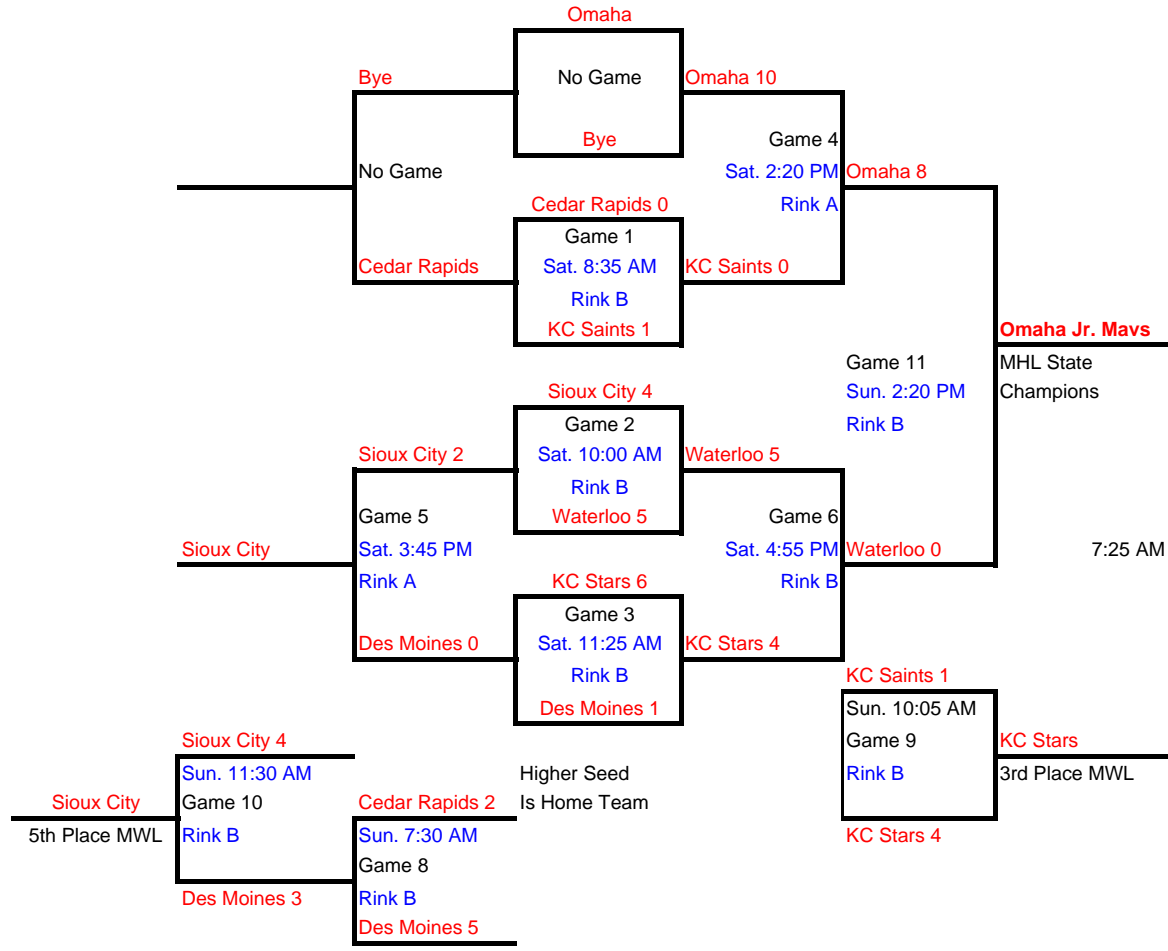 Omaha
Bye
No Game
Omaha 10
Bye
Game 4
No Game
Sat. 2:20 PM
Omaha 8
Cedar Rapids 0
Rink A
Game 1
Cedar Rapids
Sat. 8:35 AM
KC Saints 0
Rink B
KC Saints 1
Omaha Jr. Mavs
Game 11
MHL State
Sioux City 4
Sun. 2:20 PM
Champions
Game 2
Rink B
Sioux City 2
Sat. 10:00 AM
Waterloo 5
Rink B
Game 5
Waterloo 5
Game 6
Sioux City
Sat. 3:45 PM
Sat. 4:55 PM
Waterloo 0
7:25 AM
Rink A
KC Stars 6
Rink B
Game 3
Des Moines 0
Sat. 11:25 AM
KC Stars 4
Rink B
KC Saints 1
Des Moines 1
Sun. 10:05 AM
Sioux City 4
Game 9
KC Stars
Sun. 11:30 AM
Higher Seed
Rink B
3rd Place MWL
Sioux City
Game 10
Cedar Rapids 2
Is Home Team
5th Place MWL
Rink B
Sun. 7:30 AM
KC Stars 4
Game 8
Des Moines 3
Rink B
Des Moines 5